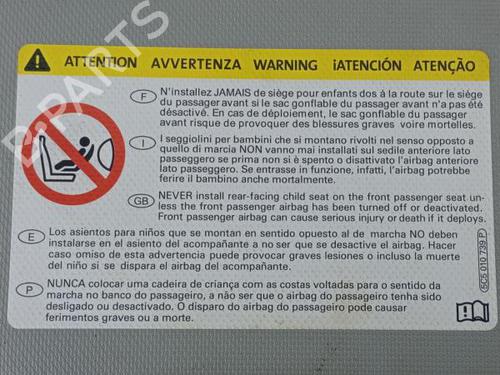 ATTENTION AVVERTENZA WARNING ¡ATENCIÓN ATENÇÃO
F N'installez JAMAIS de siège pour enfants dos à la route sur le siège
du passager avant si le sac gonflable du passager avant n'a pas été
désactivé. En cas de déploiement, le sac gonflable du passager
avant risque de provoquer des blessures graves voire mortelles.
I I seggiolini per bambini che si montano rivolti nel senso opposto a
quello di marcia NON vanno mai installati sul sedile anteriore lato
passeggero se prima non si è spento o disattivato l'airbag anteriore
lato passeggero. Se entrasse in funzione, infatti, l'airbag potrebbe
ferire il bambino anche mortalmente.
GB NEVER install rear-facing child seat on the front passenger seat un-
less the front passenger airbag has been turned off or deactivated.
Front passenger airbag can cause serious injury or death if it deploys.
E Los asientos para niños que se montan en sentido opuesto al de marcha NO deben
instalarse en el asiento del acompañante a no ser que se desactive el airbag. Hacer
caso omiso de esta advertencia puede provocar graves lesiones o incluso la muerte
del niño si se dispara el airbag del acompañante.
P NUNCA colocar uma cadeira de criança com as costas voltadas para o sentido da
marcha no banco do passageiro, a não ser que o airbag do passageiro tenha sido
desligado ou desactivado. O disparo do airbag do passageiro pode causar
ferimentos graves ou a morte.
5C5 010 739 P
B-PARTS